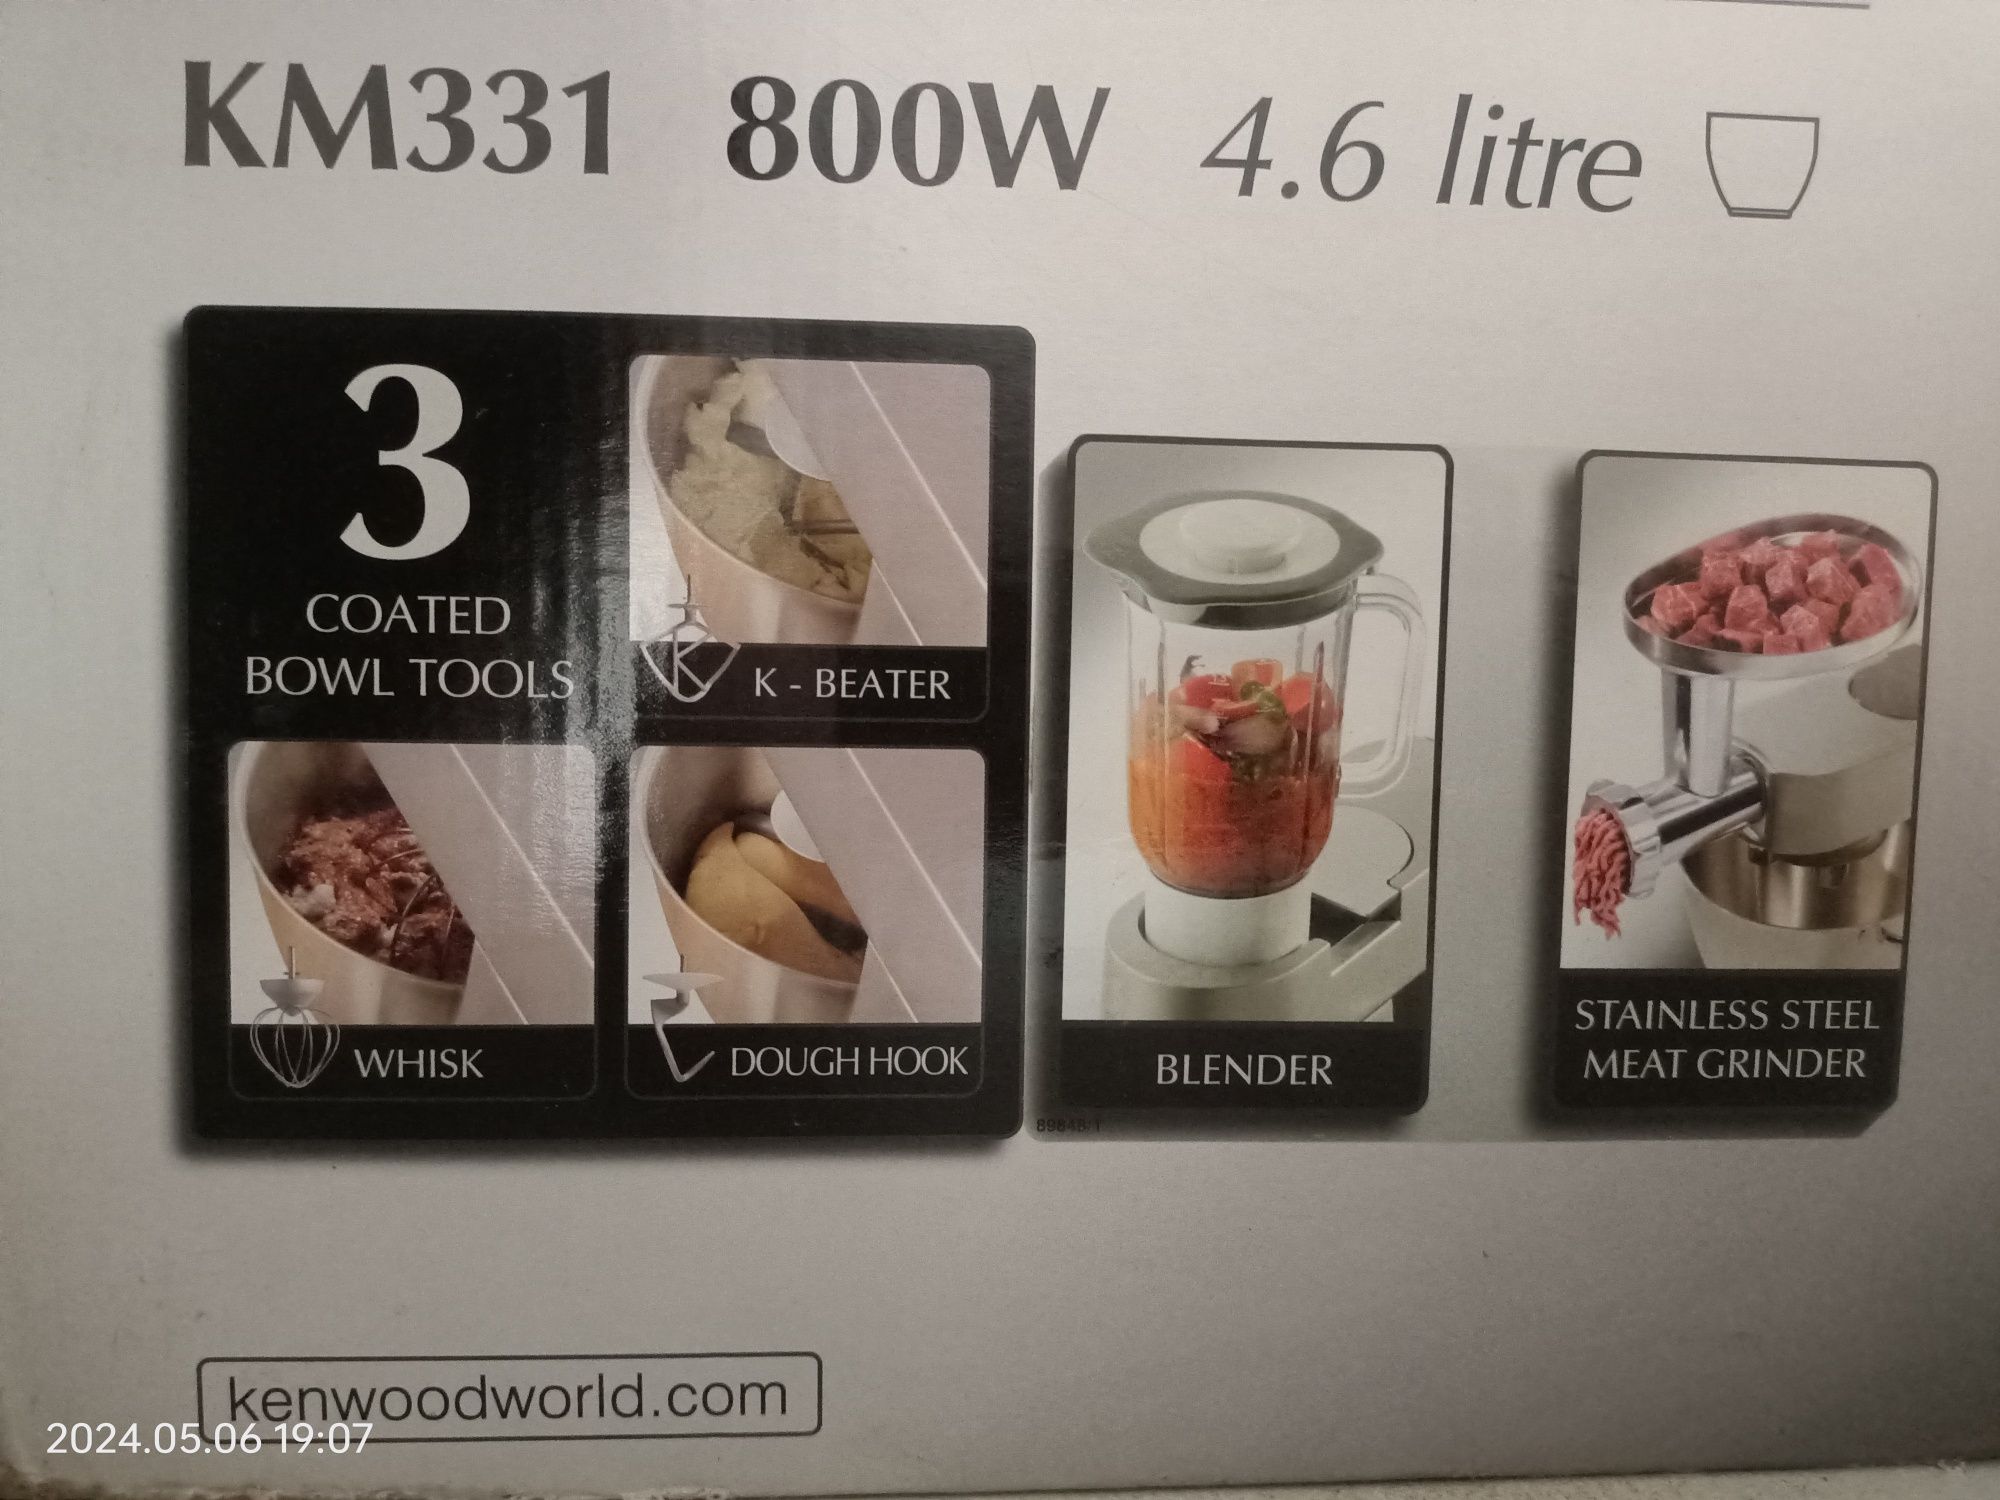 KM331 800W 4.6 litre
3
COATED
BOWL TOOLS
K
K - BEATER
WHISK
DOUGH HOOK
BLENDER
STAINLESS STEEL
MEAT GRINDER
kenwoodworld.com
2024.05.06 19:07